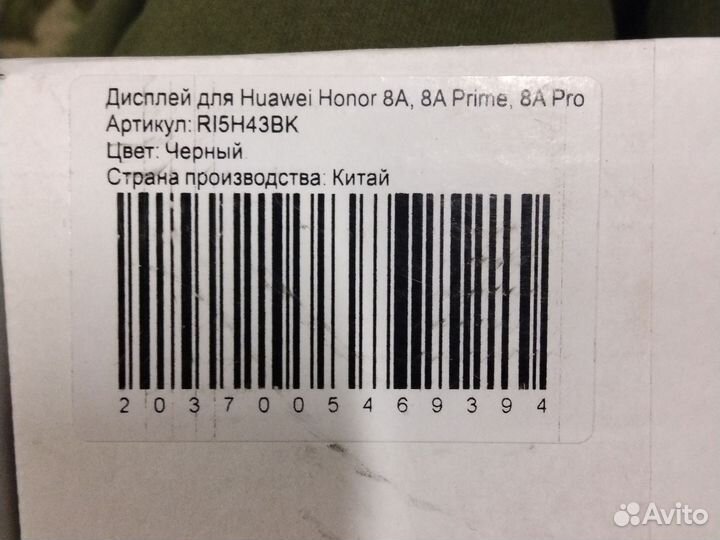 Дисплей для Huawei Honor 8A, 8A Prime, 8A Pro
Артикул: RI5H43BK
Цвет: Черный
Страна производства: Китай
2037005469394
Avito